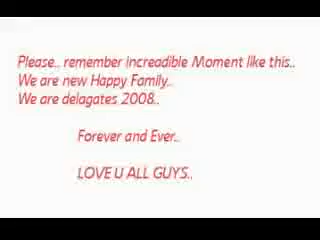 Please.. remember increadible Moment like this..
We are new Happy Family..
We are delagates 2008..
Forever and Ever..
LOVE U ALL GUYS..